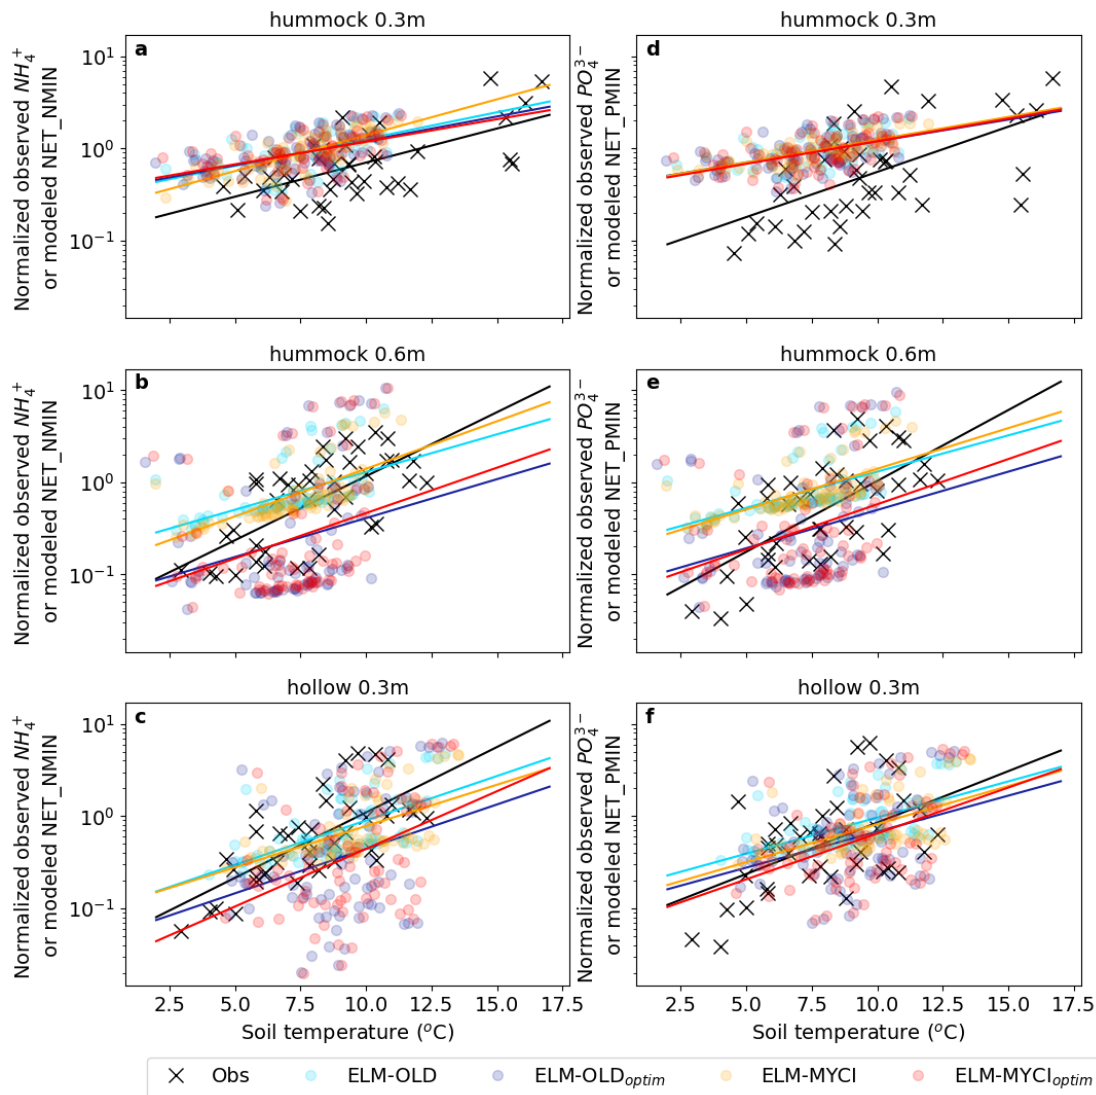 hummock 0.3m
hummock 0.3m
a
d
10¹
10⁰
10⁻¹
Normalized observed NH₄⁺
or modeled NET_NMIN
Normalized observed PO₄³⁻
or modeled NET_PMIN
hummock 0.6m
hummock 0.6m
b
e
10¹
10⁰
10⁻¹
Normalized observed NH₄⁺
or modeled NET_NMIN
Normalized observed PO₄³⁻
or modeled NET_PMIN
hollow 0.3m
hollow 0.3m
c
f
10¹
10⁰
10⁻¹
Normalized observed NH₄⁺
or modeled NET_NMIN
Normalized observed PO₄³⁻
or modeled NET_PMIN
2.5 5.0 7.5 10.0 12.5 15.0 17.5
2.5 5.0 7.5 10.0 12.5 15.0 17.5
Soil temperature (°C)
Soil temperature (°C)
Obs ELM-OLD ELM-OLDoptim ELM-MYCI ELM-MYCIoptim